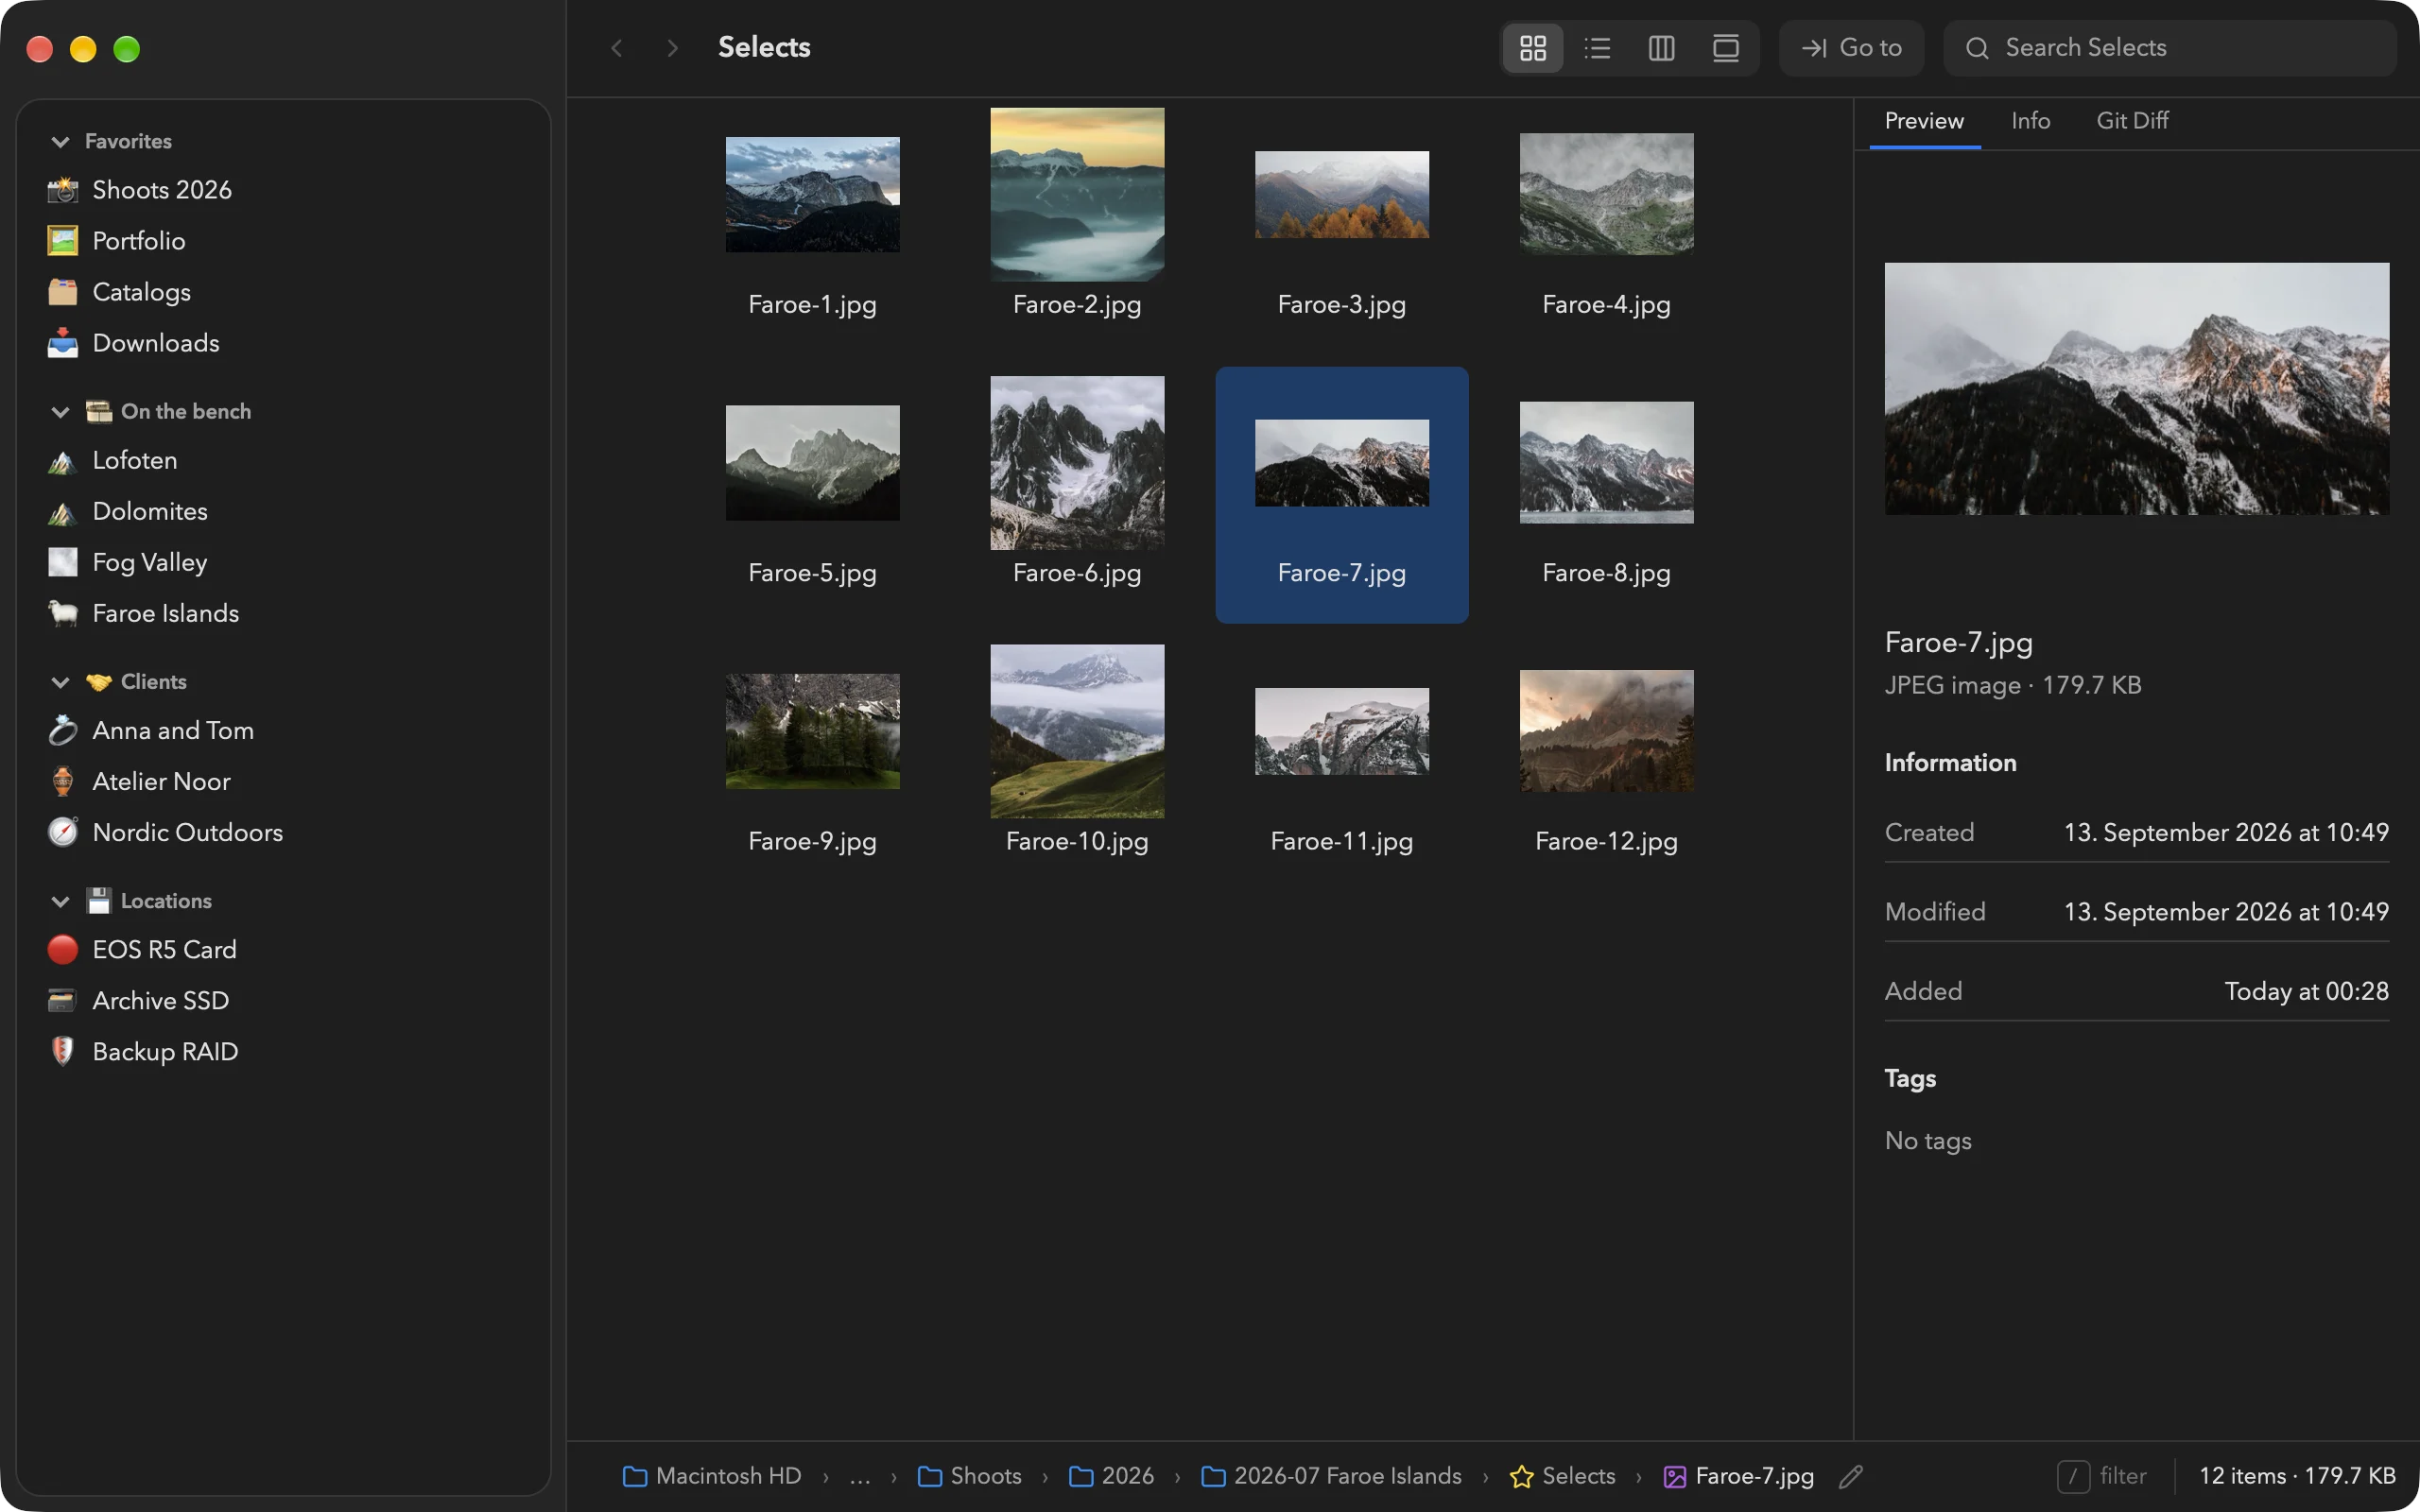 Selects
Go to
Search Selects
Favorites
Shoots 2026
Portfolio
Catalogs
Downloads
On the bench
Lofoten
Dolomites
Fog Valley
Faroe Islands
Clients
Anna and Tom
Atelier Noor
Nordic Outdoors
Locations
EOS R5 Card
Archive SSD
Backup RAID
Faroe-1.jpg
Faroe-2.jpg
Faroe-3.jpg
Faroe-4.jpg
Faroe-5.jpg
Faroe-6.jpg
Faroe-7.jpg
Faroe-8.jpg
Faroe-9.jpg
Faroe-10.jpg
Faroe-11.jpg
Faroe-12.jpg
Preview Info Git Diff
Faroe-7.jpg
JPEG image · 179.7 KB
Information
Created 13. September 2026 at 10:49
Modified 13. September 2026 at 10:49
Added Today at 00:28
Tags
No tags
Macintosh HD › … › Shoots › 2026 › 2026-07 Faroe Islands › Selects › Faroe-7.jpg
/ filter
12 items · 179.7 KB